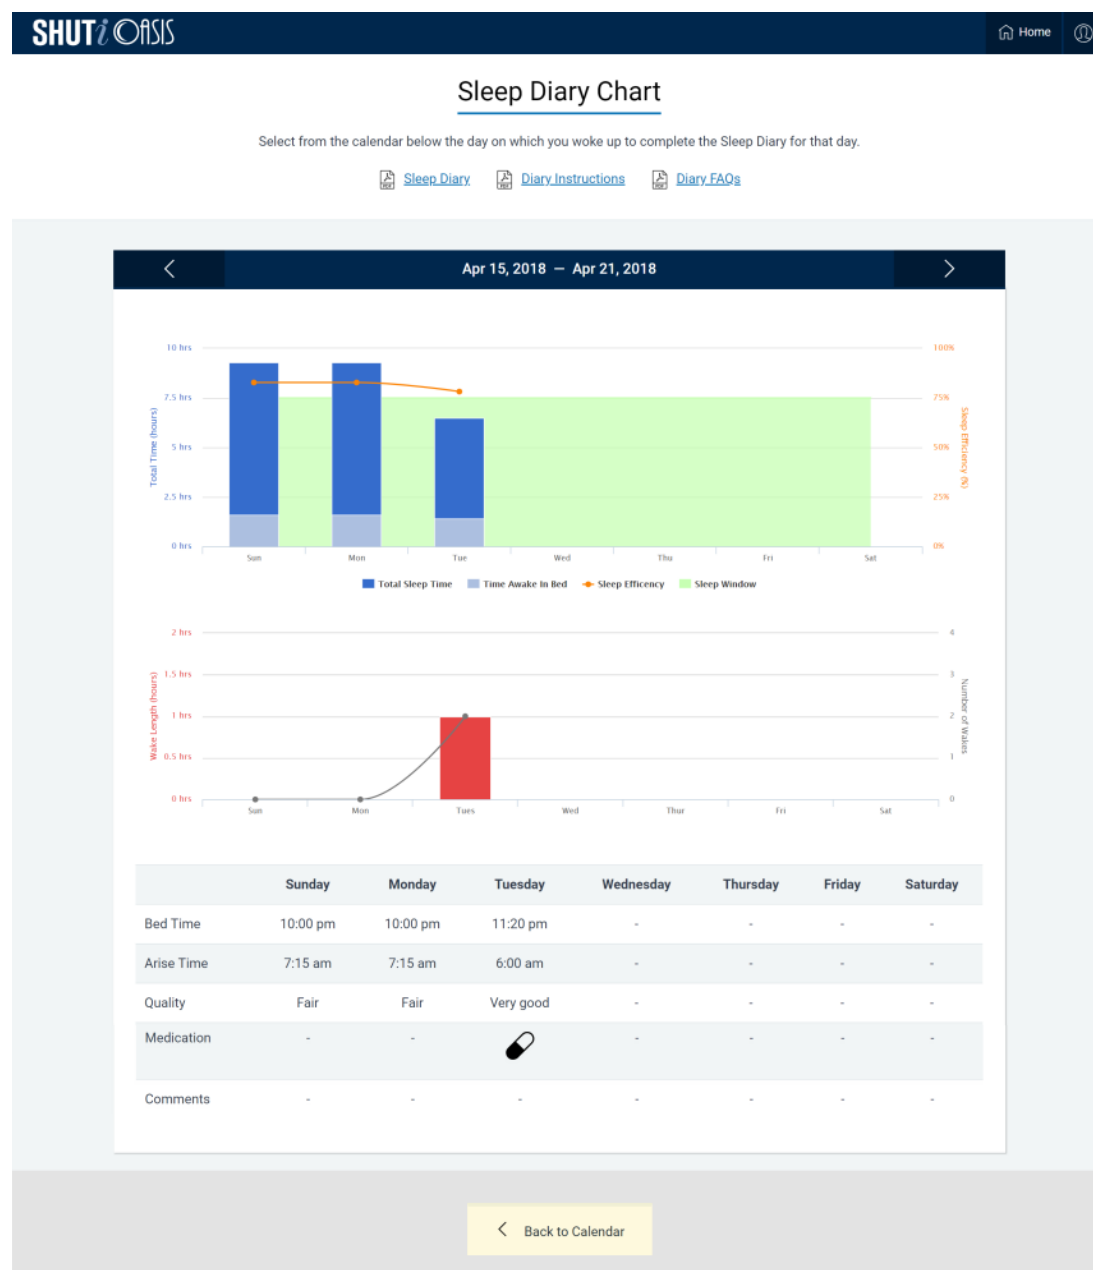 SHUTi OASIS
Home
Sleep Diary Chart
Select from the calendar below the day on which you woke up to complete the Sleep Diary for that day.
Sleep Diary Diary Instructions Diary FAQs
Apr 15, 2018 — Apr 21, 2018
10 hrs 100%
7.5 hrs 75%
5 hrs 50%
2.5 hrs 25%
0 hrs 0%
Total Time (hours)
Sleep Efficiency (%)
Sun Mon Tue Wed Thu Fri Sat
Total Sleep Time Time Awake In Bed Sleep Efficency Sleep Window
2 hrs 4
1.5 hrs 3
1 hrs 2
0.5 hrs 1
0 hrs 0
Wake Length (hours)
Number of Wakes
Sun Mon Tues Wed Thur Fri Sat
Sunday Monday Tuesday Wednesday Thursday Friday Saturday
Bed Time 10:00 pm 10:00 pm 11:20 pm - - - -
Arise Time 7:15 am 7:15 am 6:00 am - - - -
Quality Fair Fair Very good - - - -
Medication - - - - - -
Comments - - - - - - -
Back to Calendar